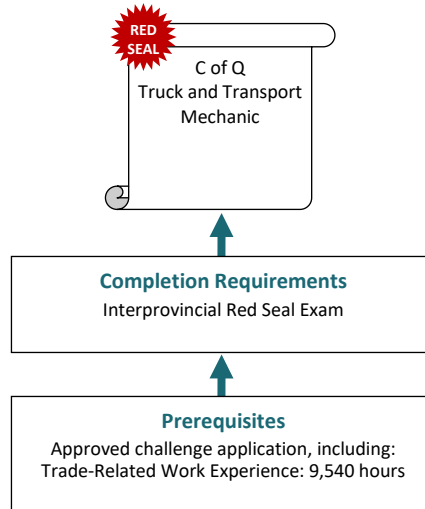 RED
SEAL
C of Q
Truck and Transport
Mechanic
Completion Requirements
Interprovincial Red Seal Exam
Prerequisites
Approved challenge application, including:
Trade-Related Work Experience: 9,540 hours